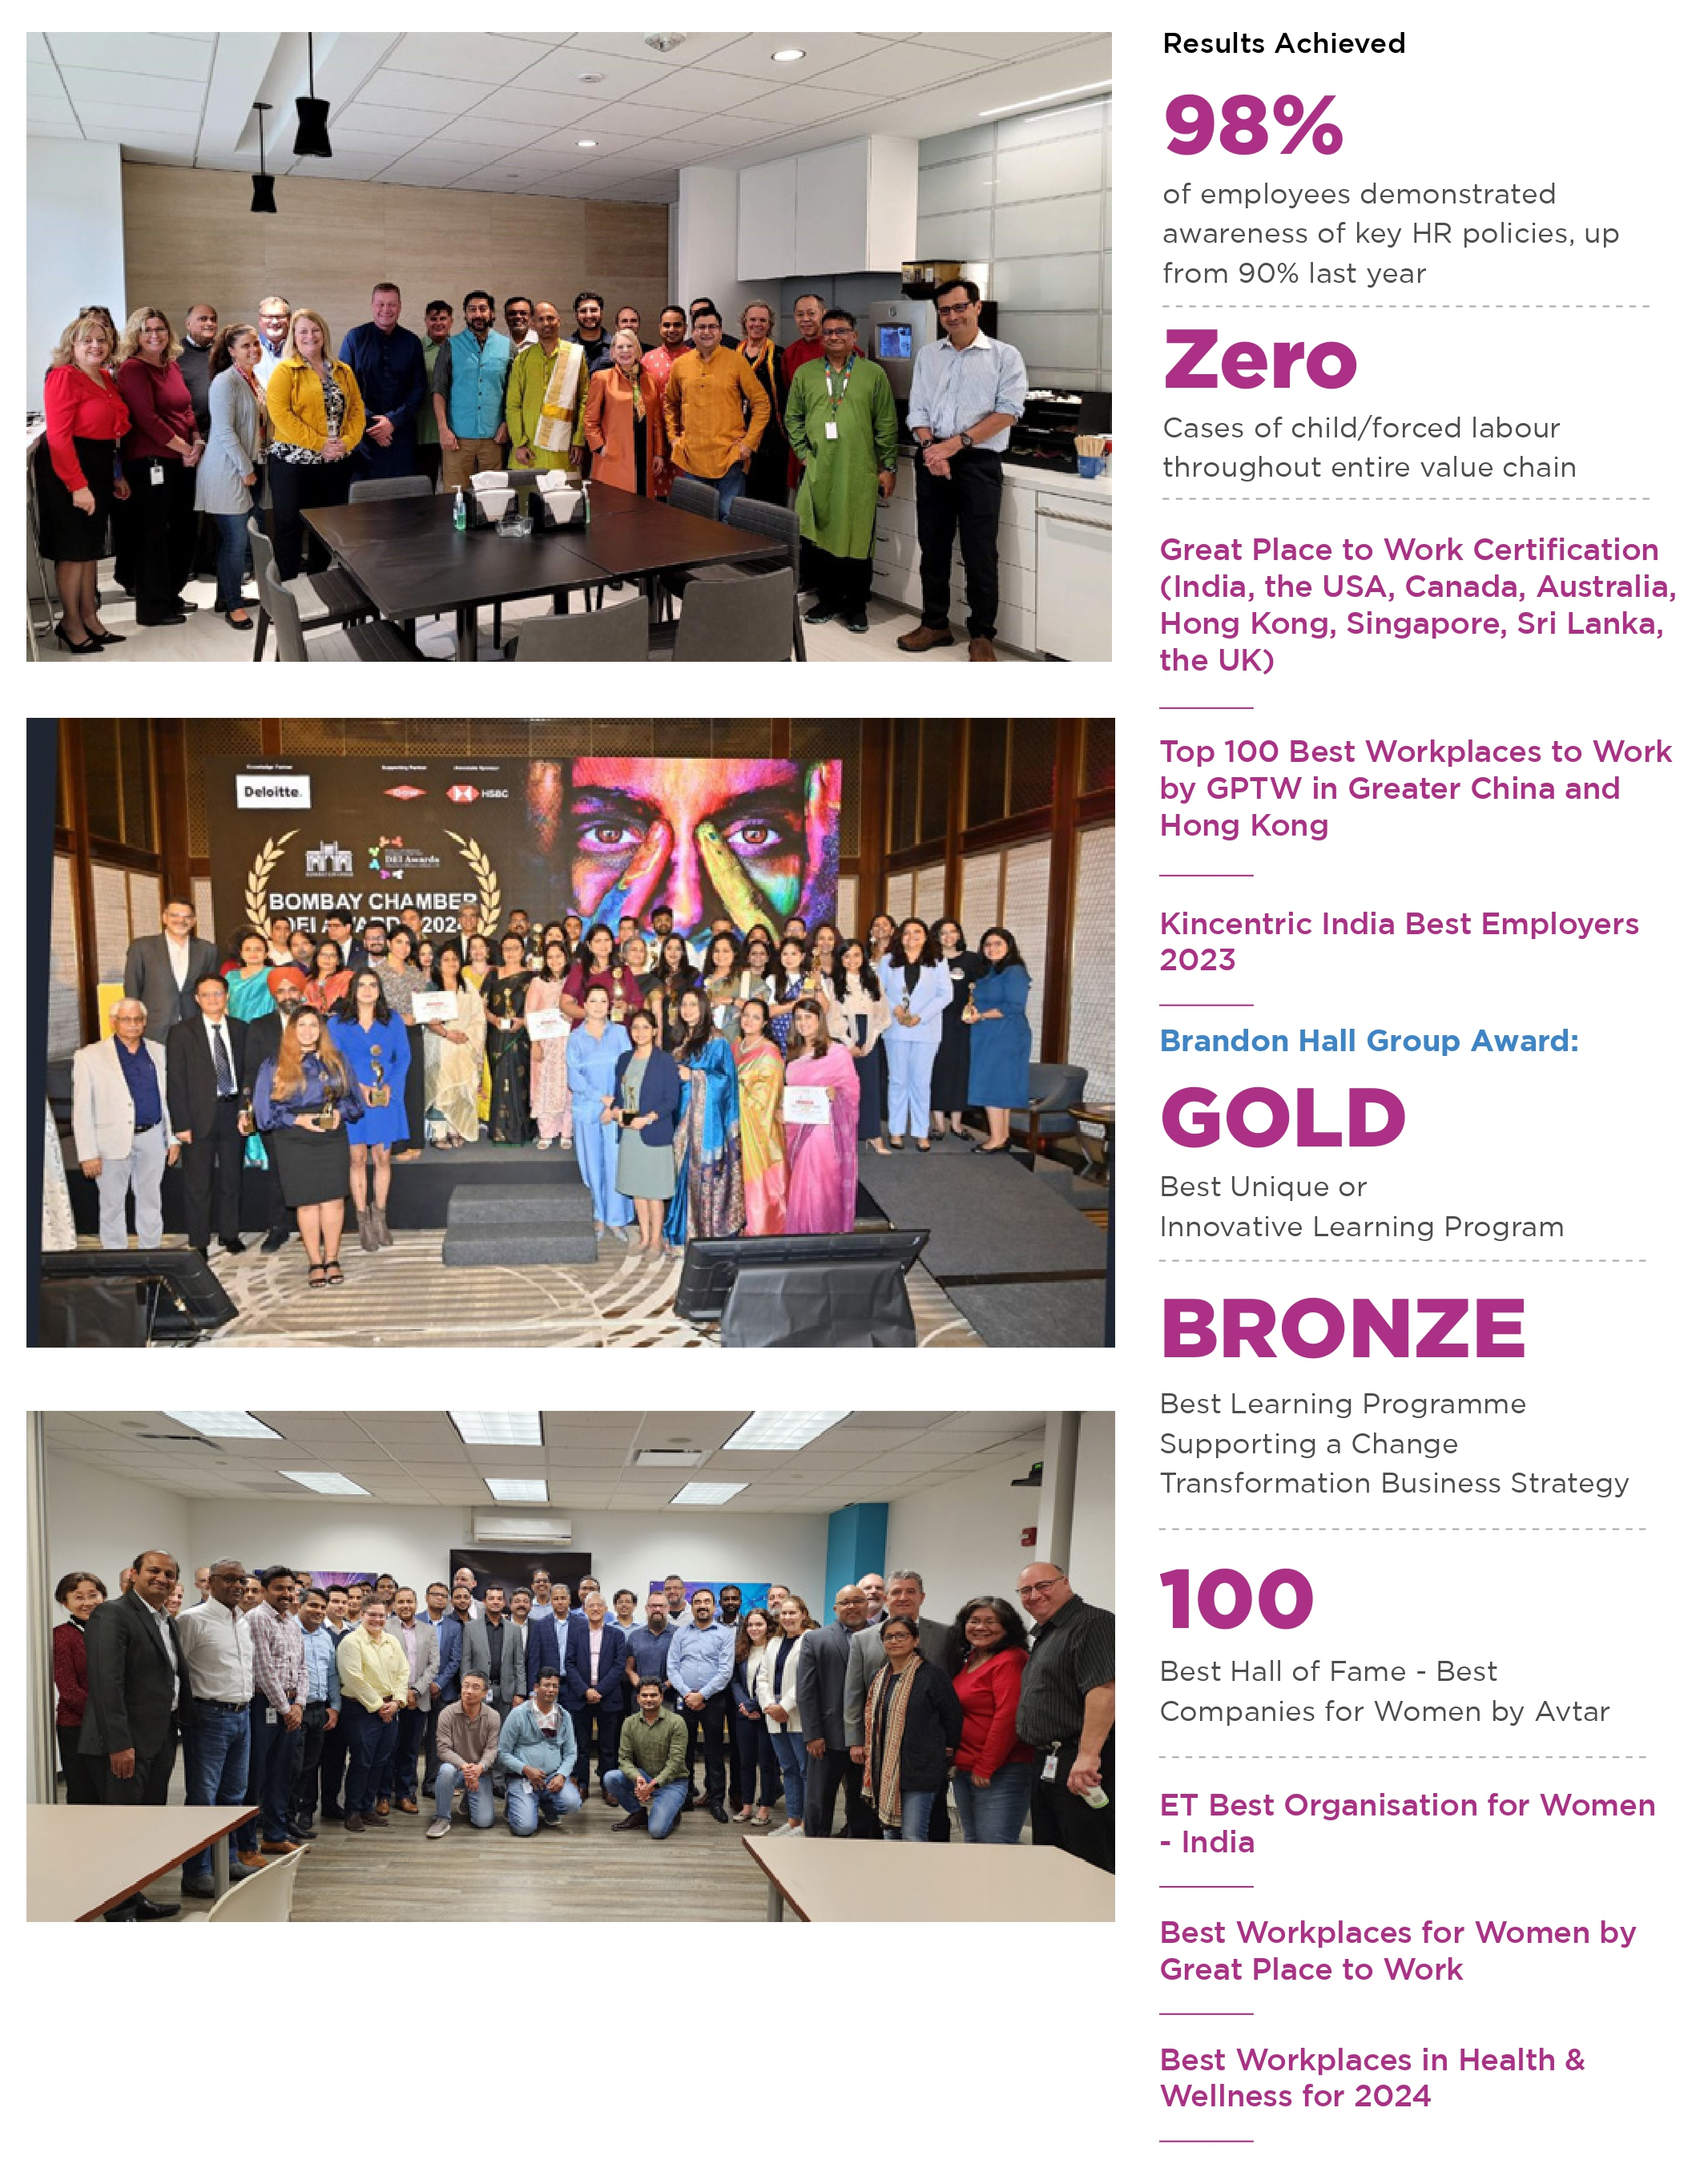 Results Achieved
98%
of employees demonstrated
awareness of key HR policies, up
from 90% last year
Zero
Cases of child/forced labour
throughout entire value chain
Great Place to Work Certification
(India, the USA, Canada, Australia,
Hong Kong, Singapore, Sri Lanka,
the UK)
Top 100 Best Workplaces to Work
by GPTW in Greater China and
Hong Kong
Kincentric India Best Employers
2023
Brandon Hall Group Award:
GOLD
Best Unique or
Innovative Learning Program
BRONZE
Best Learning Programme
Supporting a Change
Transformation Business Strategy
100
Best Hall of Fame - Best
Companies for Women by Avtar
ET Best Organisation for Women
- India
Best Workplaces for Women by
Great Place to Work
Best Workplaces in Health &
Wellness for 2024
Knowledge Partner
Supporting Partner
Associate Sponsor
Deloitte.
HSBC
DEI Awards
BOMBAY CHAMBER